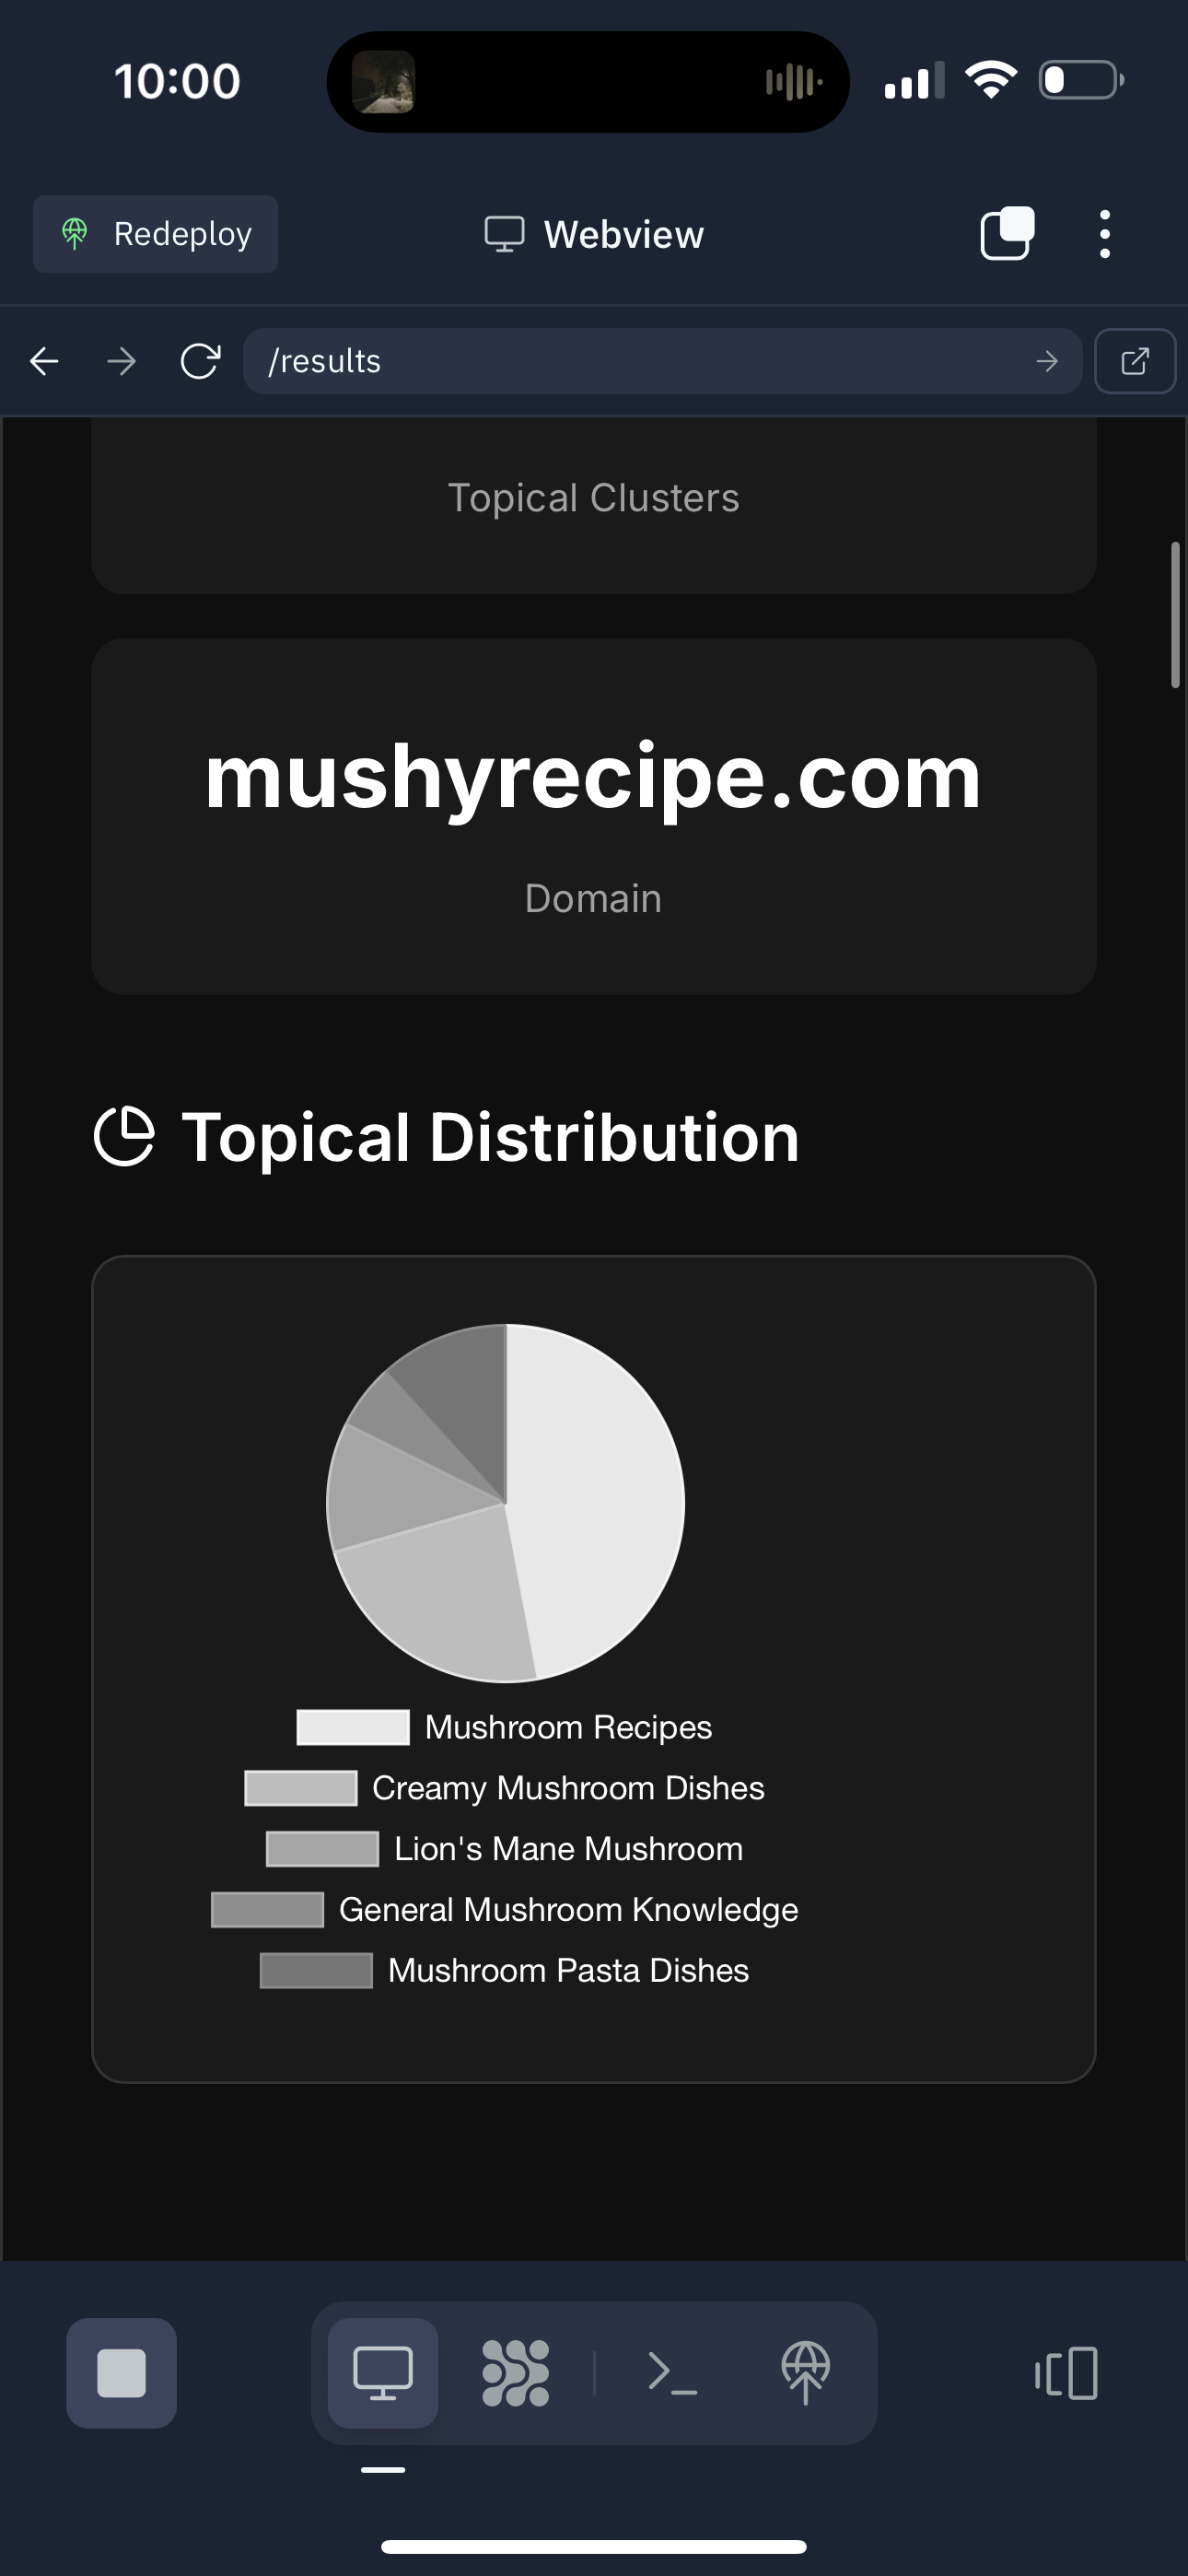 10:00
Redeploy
Webview
/results
Topical Clusters
mushyrecipe.com
Domain
Topical Distribution
Mushroom Recipes
Creamy Mushroom Dishes
Lion's Mane Mushroom
General Mushroom Knowledge
Mushroom Pasta Dishes